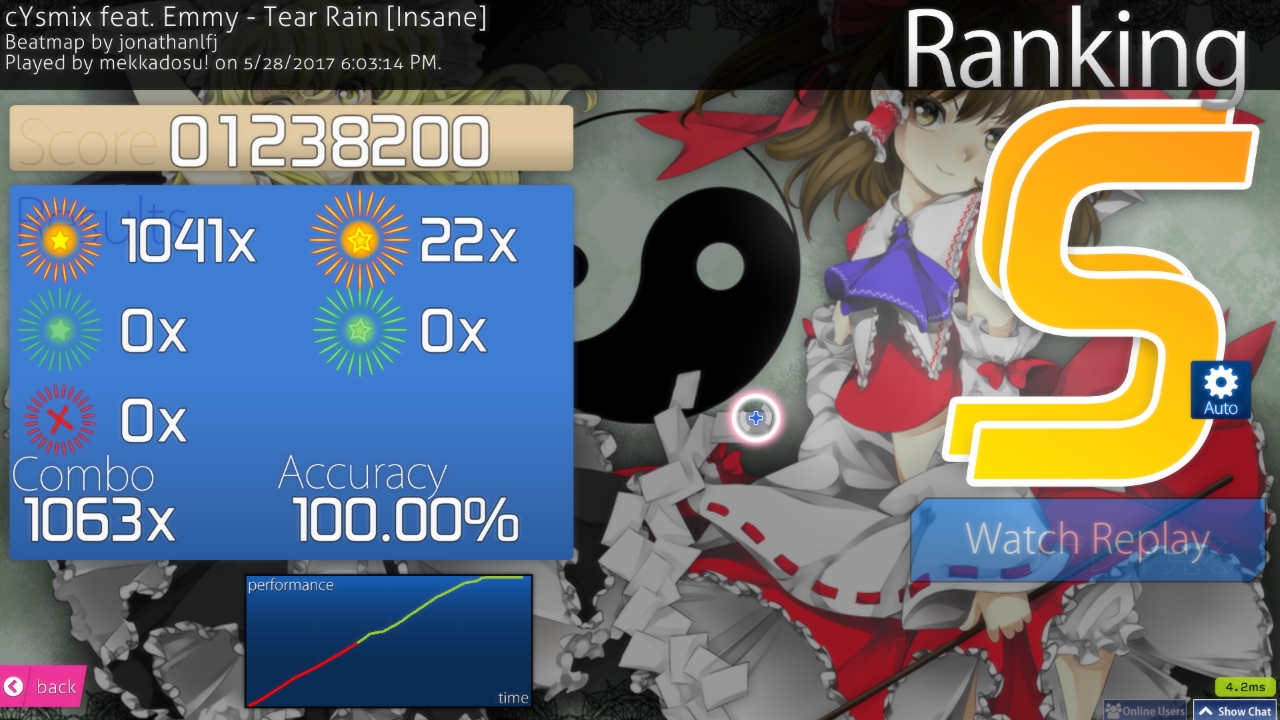 cYsmix feat. Emmy - Tear Rain [Insane]
Beatmap by jonathanlfj
Played by mekkadosu! on 5/28/2017 6:03:14 PM.
Ranking
Score 01238200
Results
1041x 22x
0x 0x
0x
Combo Accuracy
1063x 100.00%
S
Auto
Watch Replay
performance
time
back
4.2ms
Online Users Show Chat